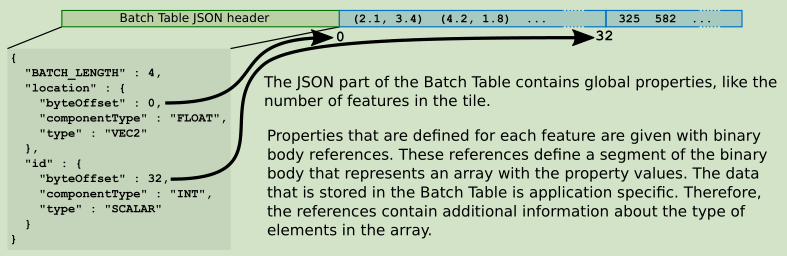 Batch Table JSON header
(2.1, 3.4) (4.2, 1.8) ...
325 582 ...
0
32
{
"BATCH_LENGTH" : 4,
"location" : {
"byteOffset" : 0,
"componentType" : "FLOAT",
"type" : "VEC2"
},
"id" : {
"byteOffset" : 32,
"componentType" : "INT",
"type" : "SCALAR"
}
}
The JSON part of the Batch Table contains global properties, like the
number of features in the tile.
Properties that are defined for each feature are given with binary
body references. These references define a segment of the binary
body that represents an array with the property values. The data
that is stored in the Batch Table is application specific. Therefore,
the references contain additional information about the type of
elements in the array.